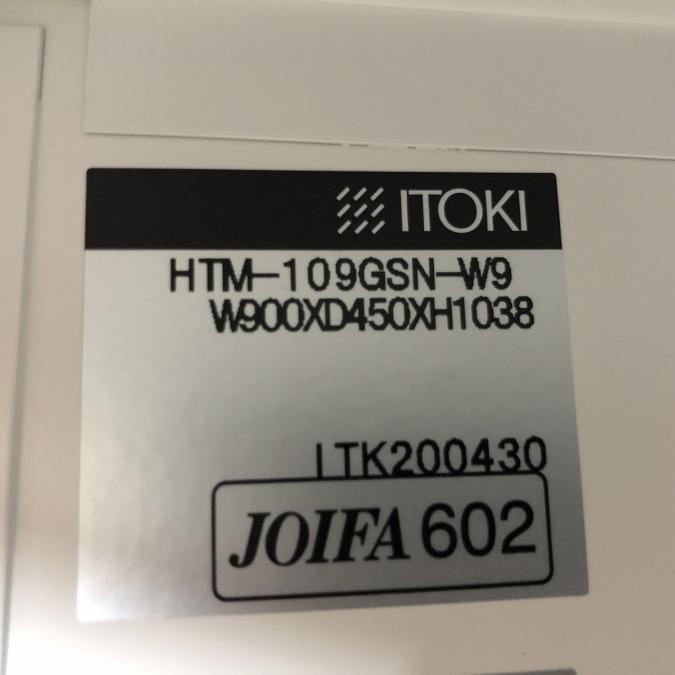 ITOKI
HTM-109GSN-W9
W900XD450XH1038
ITK200430
JOIFA 602